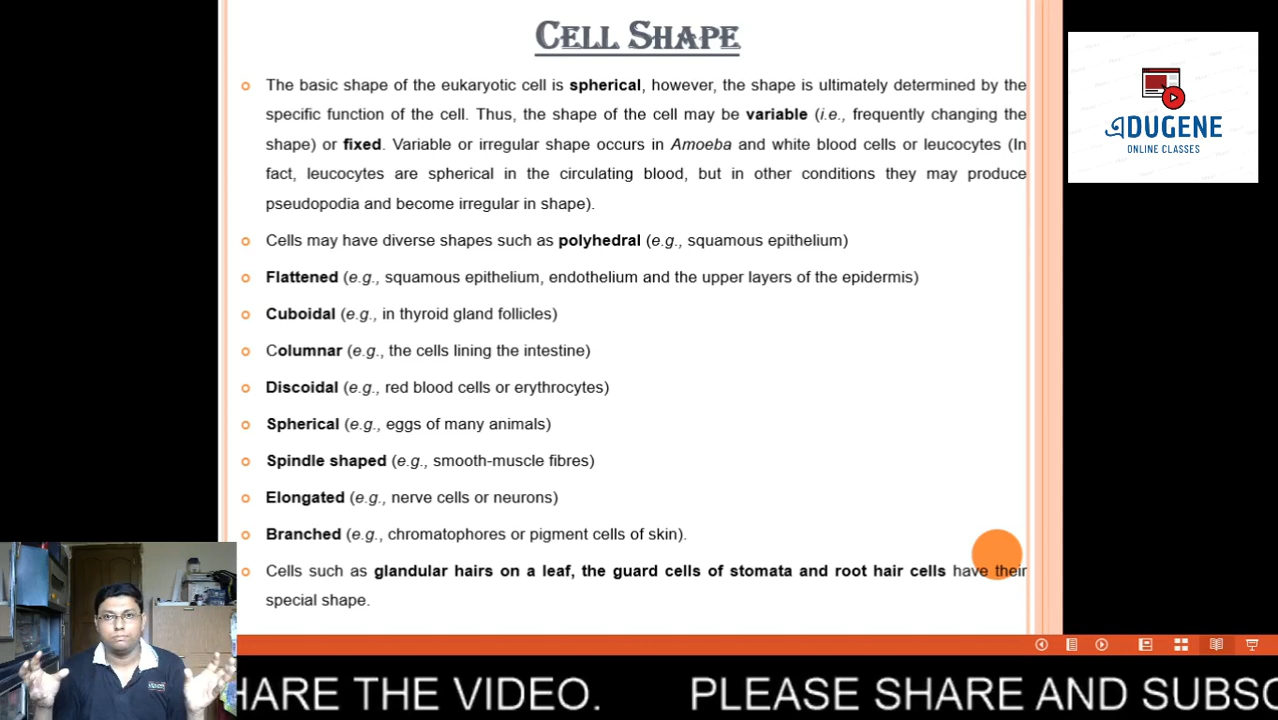 CELL SHAPE
The basic shape of the eukaryotic cell is spherical, however, the shape is ultimately determined by the
specific function of the cell. Thus, the shape of the cell may be variable (i.e., frequently changing the
shape) or fixed. Variable or irregular shape occurs in Amoeba and white blood cells or leucocytes (In
fact, leucocytes are spherical in the circulating blood, but in other conditions they may produce
pseudopodia and become irregular in shape).
Cells may have diverse shapes such as polyhedral (e.g., squamous epithelium)
Flattened (e.g., squamous epithelium, endothelium and the upper layers of the epidermis)
Cuboidal (e.g., in thyroid gland follicles)
Columnar (e.g., the cells lining the intestine)
Discoidal (e.g., red blood cells or erythrocytes)
Spherical (e.g., eggs of many animals)
Spindle shaped (e.g., smooth-muscle fibres)
Elongated (e.g., nerve cells or neurons)
Branched (e.g., chromatophores or pigment cells of skin).
Cells such as glandular hairs on a leaf, the guard cells of stomata and root hair cells have their
special shape.
DUGENE
ONLINE CLASSES
HARE THE VIDEO. PLEASE SHARE AND SUBSC